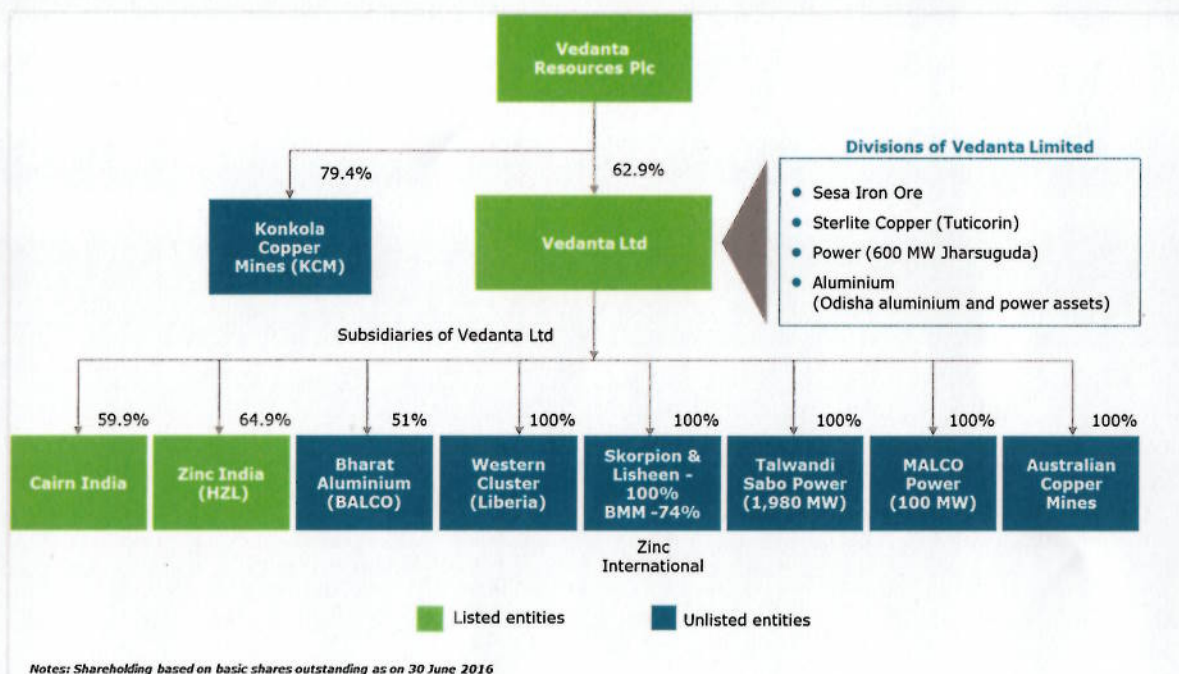 Vedanta
Resources Plc
79.4%
62.9%
Konkola
Copper
Mines (KCM)
Vedanta Ltd
Divisions of Vedanta Limited
Sesa Iron Ore
Sterlite Copper (Tuticorin)
Power (600 MW Jharsuguda)
Aluminium
(Odisha aluminium and power assets)
Subsidiaries of Vedanta Ltd
59.9%
64.9%
51%
100%
100%
100%
100%
100%
Cairn India
Zinc India
(HZL)
Bharat
Aluminium
(BALCO)
Western
Cluster
(Liberia)
Skorpion &
Lisheen -
100%
BMM -74%
Talwandi
Sabo Power
(1,980 MW)
MALCO
Power
(100 MW)
Australian
Copper
Mines
Zinc
International
Listed entities
Unlisted entities
Notes: Shareholding based on basic shares outstanding as on 30 June 2016